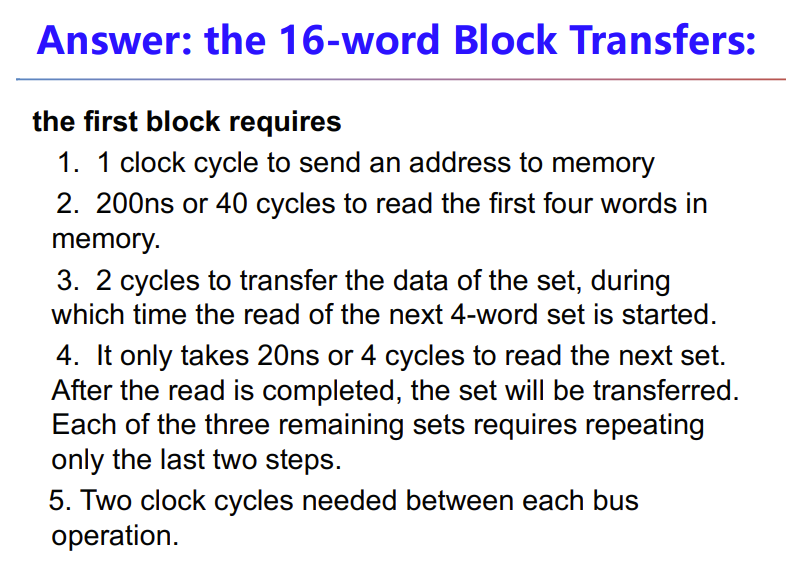 Answer: the 16-word Block Transfers:
the first block requires
1. 1 clock cycle to send an address to memory
2. 200ns or 40 cycles to read the first four words in
memory.
3. 2 cycles to transfer the data of the set, during
which time the read of the next 4-word set is started.
4. It only takes 20ns or 4 cycles to read the next set.
After the read is completed, the set will be transferred.
Each of the three remaining sets requires repeating
only the last two steps.
5. Two clock cycles needed between each bus
operation.